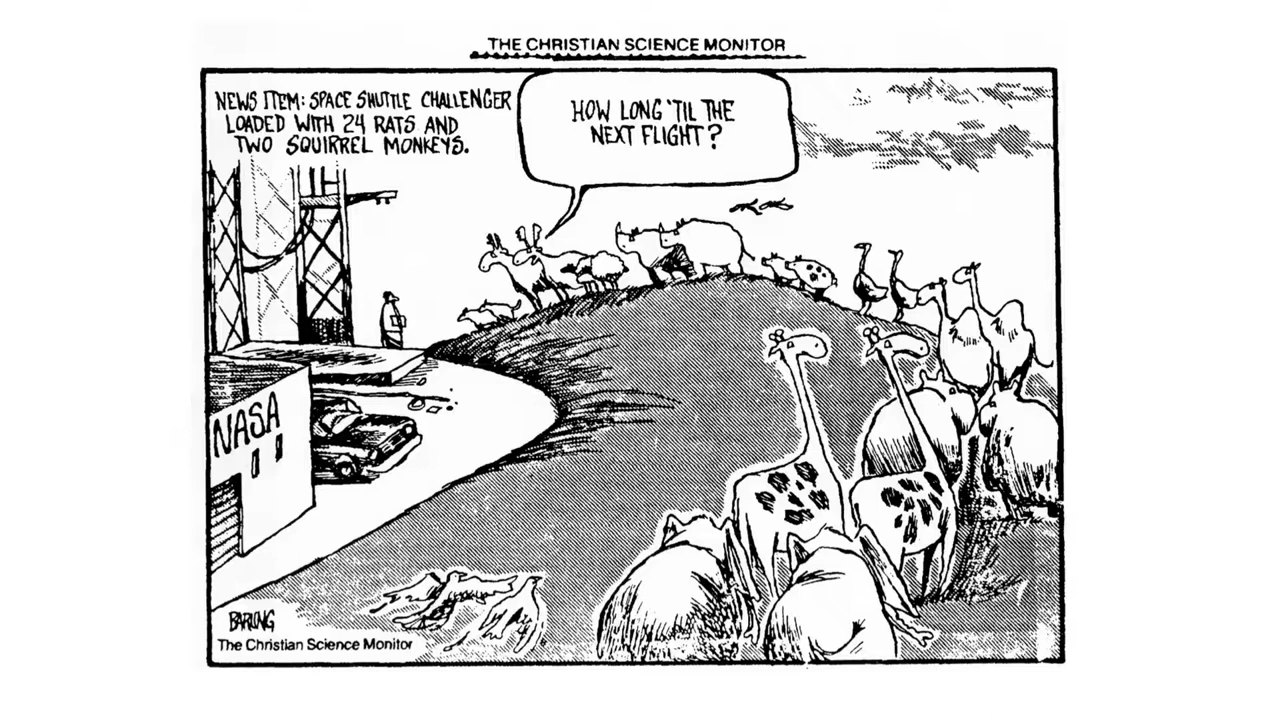 THE CHRISTIAN SCIENCE MONITOR
NEWS ITEM: SPACE SHUTTLE CHALLENGER
LOADED WITH 24 RATS AND
TWO SQUIRREL MONKEYS.
HOW LONG 'TIL THE
NEXT FLIGHT?
NASA
The Christian Science Monitor